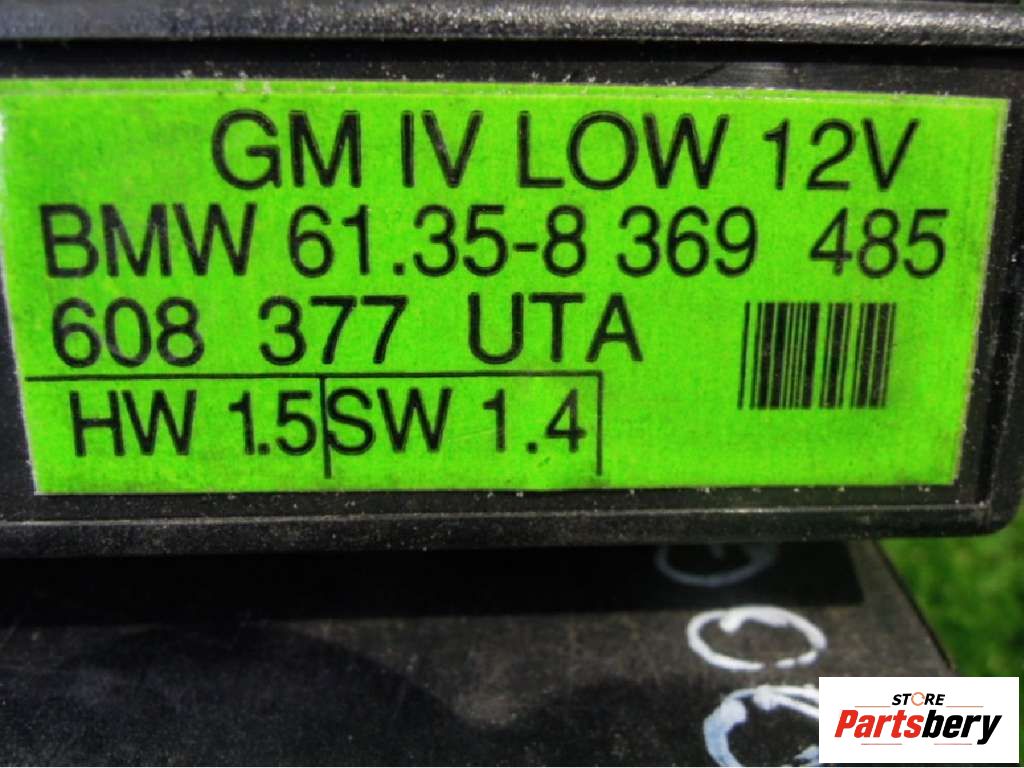 GM IV LOW 12V
BMW 61.35-8 369 485
608 377 UTA
HW 1.5 SW 1.4
STORE
Partsbery